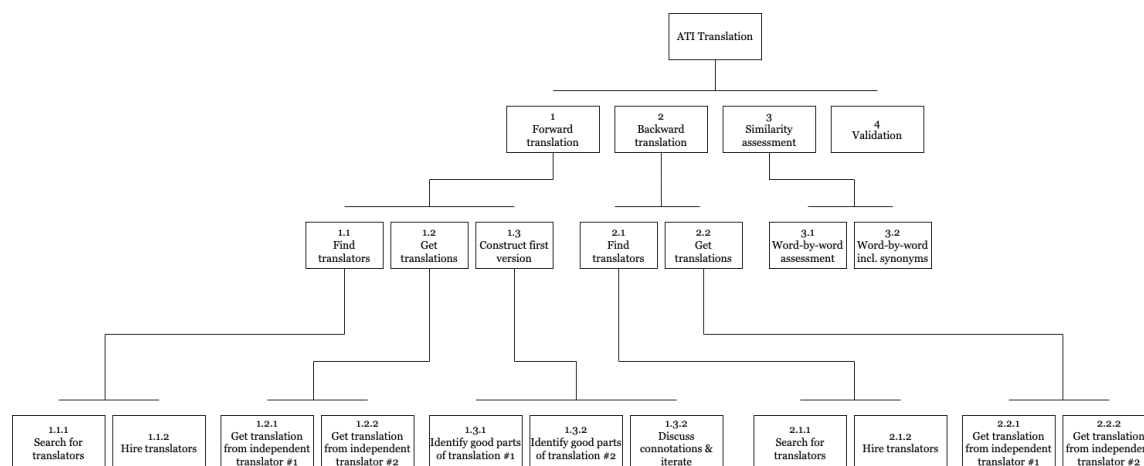 ATI Translation
1
Forward
translation
2
Backward
translation
3
Similarity
assessment
4
Validation
1.1
Find
translators
1.2
Get
translations
1.3
Construct first
version
2.1
Find
translators
2.2
Get
translations
3.1
Word-by-word
assessment
3.2
Word-by-word
incl. synonyms
1.1.1
Search for
translators
1.1.2
Hire translators
1.2.1
Get translation
from independent
translator #1
1.2.2
Get translation
from independent
translator #2
1.3.1
Identify good parts
of translation #1
1.3.2
Identify good parts
of translation #2
1.3.2
Discuss
connotations &
iterate
2.1.1
Search for
translators
2.1.2
Hire translators
2.2.1
Get translation
from independent
translator #1
2.2.2
Get translation
from independent
translator #2